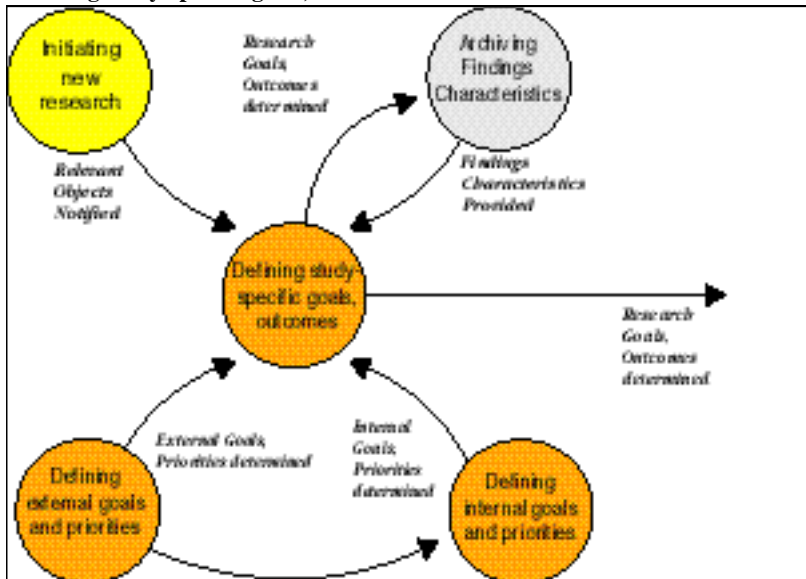 Initiating
new
research
Research
Goals,
Outcomes
determined
Archiving
Findings
Characteristics
Relevant
Objects
Notified
Findings
Characteristics
Provided
Defining study-
specific goals,
outcomes
Research
Goals,
Outcomes
determined
External Goals,
Priorities determined
Internal
Goals,
Priorities
determined
Defining
external goals
and priorities
Defining
internal goals
and priorities